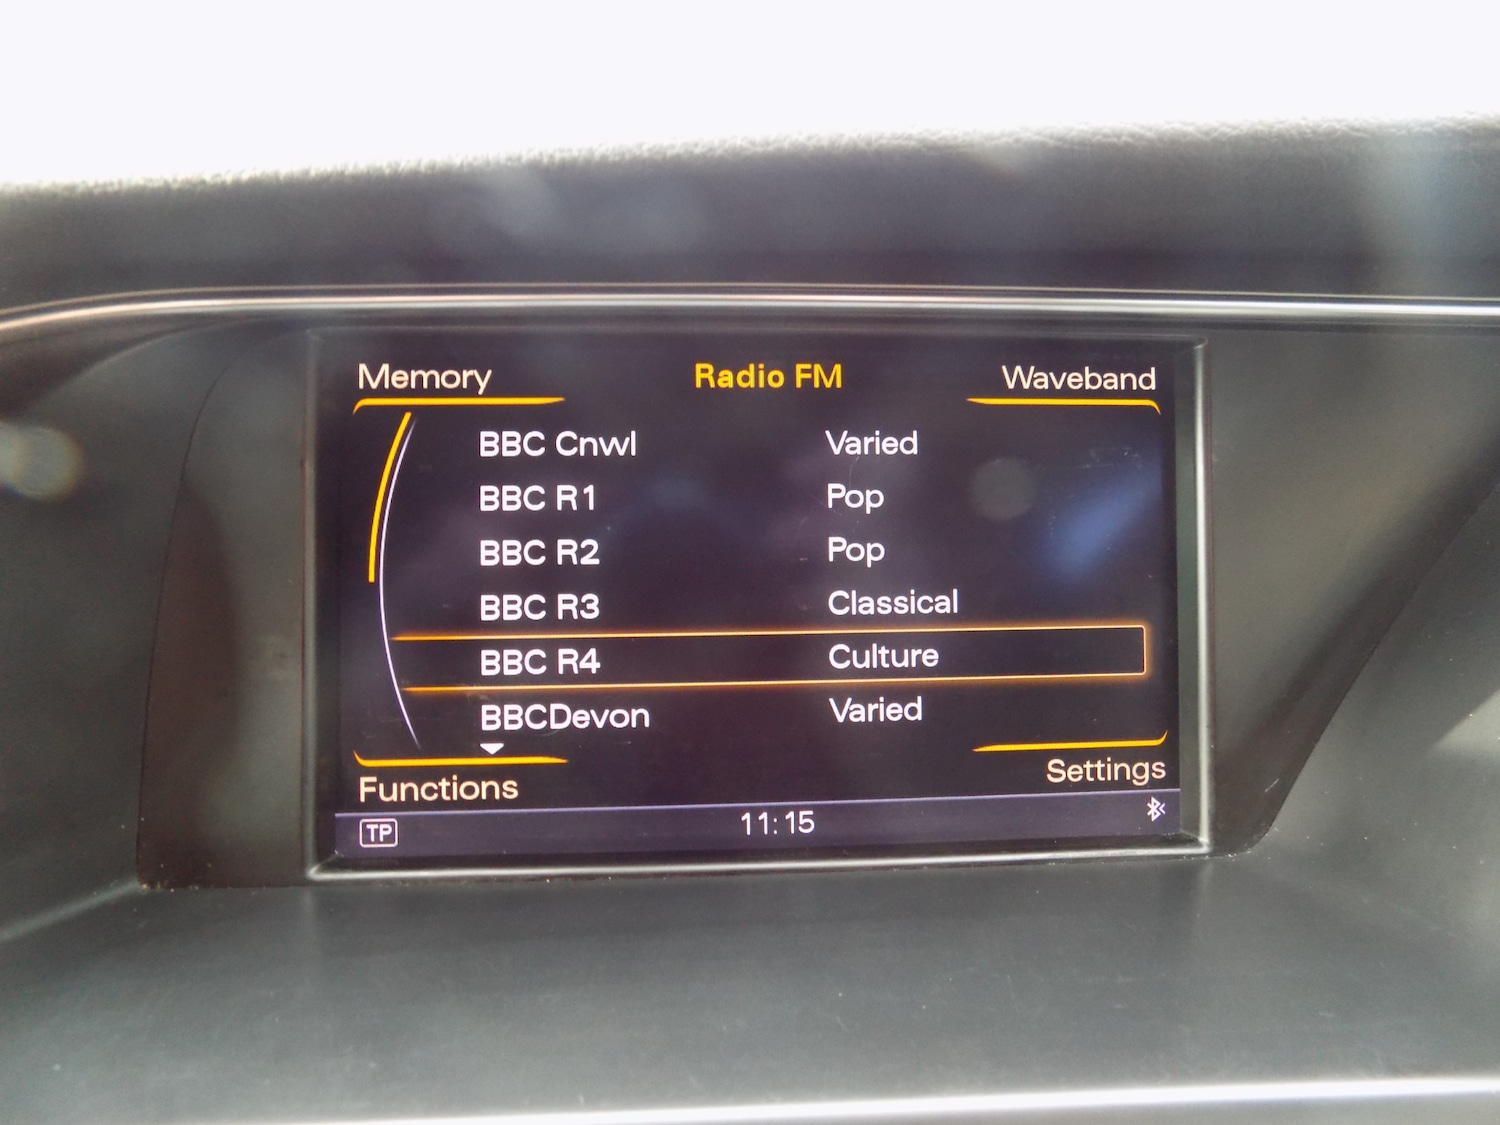 Memory Radio FM Waveband
BBC Cnwl Varied
BBC R1 Pop
BBC R2 Pop
BBC R3 Classical
BBC R4 Culture
BBCDevon Varied
Functions Settings
TP 11:15